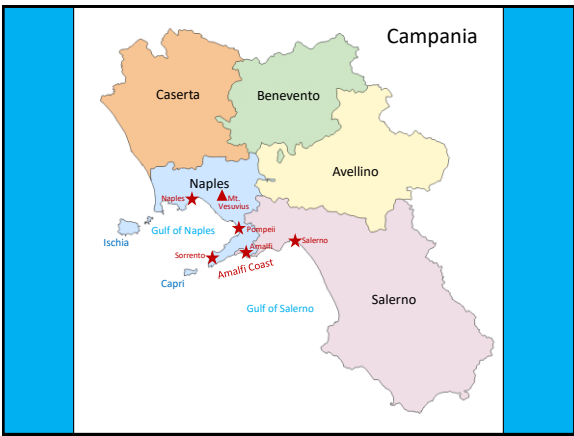 Campania
Caserta
Benevento
Avellino
Naples
Naples
Mt.
Vesuvius
Ischia
Gulf of Naples
Pompeii
Salerno
Amalfi
Sorrento
Amalfi Coast
Capri
Gulf of Salerno
Salerno